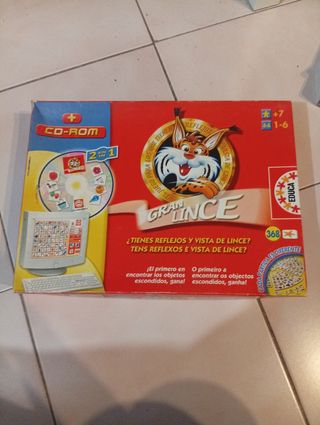 +
CD-ROM
2 en 1
+7
1-6
GRAN
LINCE
EDUCA
¿TIENES REFLEJOS Y VISTA DE LINCE?
TENS REFLEXOS E VISTA DE LINCE?
368
¡El primero en
encontrar los objetos
escondidos, gana!
O primeiro a
encontrar os objectos
escondidos, ganha!